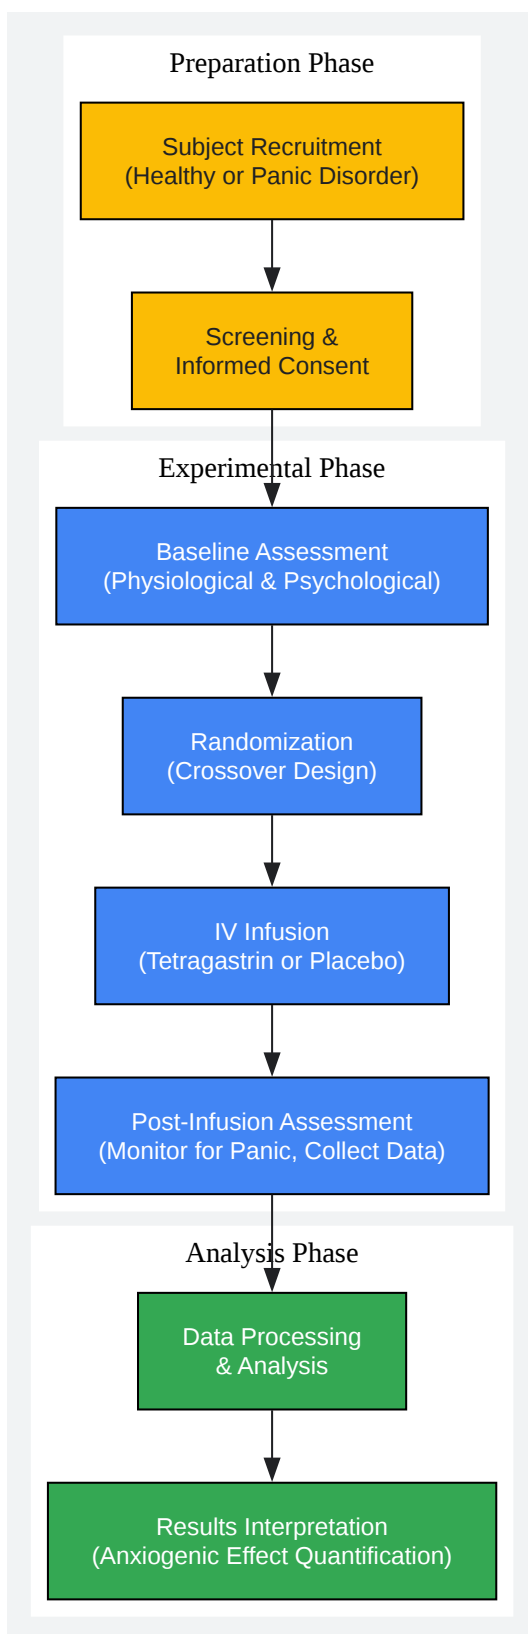 Preparation Phase
Subject Recruitment
(Healthy or Panic Disorder)
Screening &
Informed Consent
Experimental Phase
Baseline Assessment
(Physiological & Psychological)
Randomization
(Crossover Design)
IV Infusion
(Tetragastrin or Placebo)
Post-Infusion Assessment
(Monitor for Panic, Collect Data)
Analysis Phase
Data Processing
& Analysis
Results Interpretation
(Anxiogenic Effect Quantification)